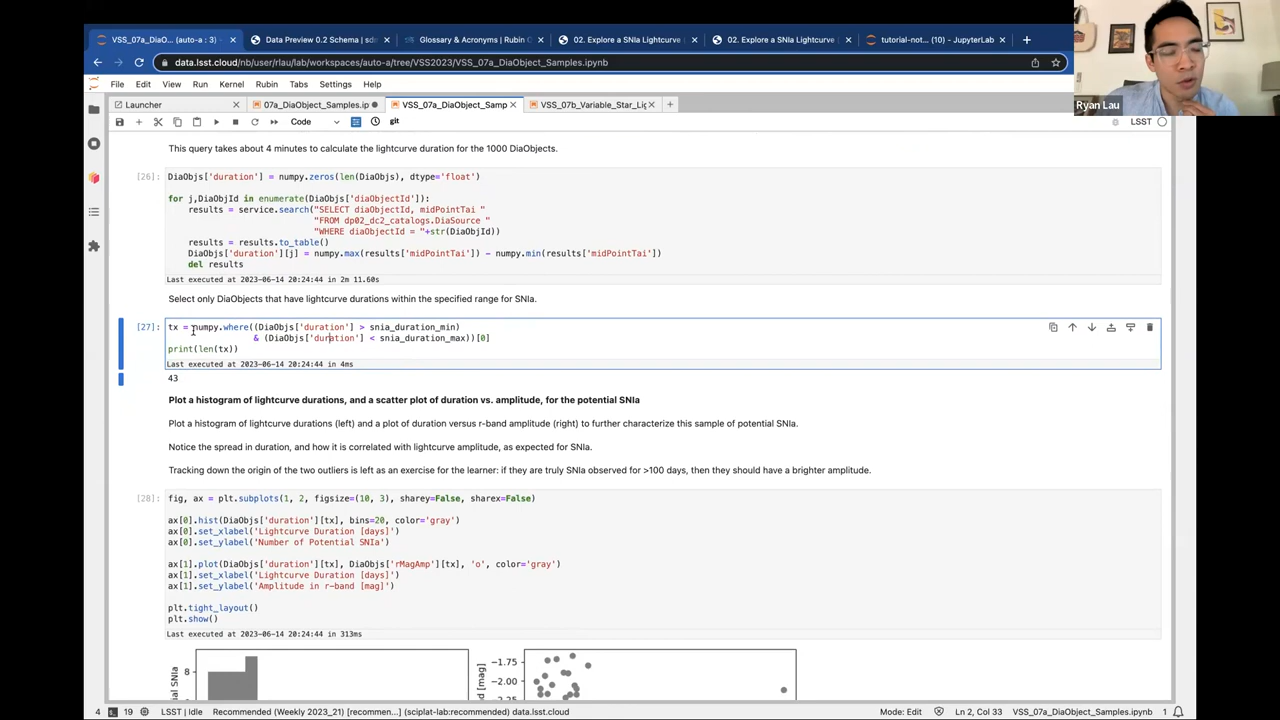 VSS_07a_DiaO
Data Preview 0.2 Schema | sd
Glossary & Acronyms | Rubin C
02. Explore a SNIa Lightcurve
02. Explore a SNIa Lightcurve
tutorial-not... (10) - JupyterLab
data.lsst.cloud/nb/user/rlau/lab/workspaces/auto-a/tree/VSS2023/VSS_07a_DiaObject_Samples.ipynb
File Edit View Run Kernel Rubin Tabs Settings Help
Ryan Lau
Launcher
07a_DiaObject_Samples.ip
VSS_07a_DiaObject_Samp
VSS_07b_Variable_Star_Lig
Code
git
LSST
This query takes about 4 minutes to calculate the lightcurve duration for the 1000 DiaObjects.
[26]: DiaObjs['duration'] = numpy.zeros(len(DiaObjs), dtype='float')
for j,DiaObjId in enumerate(DiaObjs['diaObjectId']):
results = service.search("SELECT diaObjectId, midPointTai "
"FROM dp02_dc2_catalogs.DiaSource "
"WHERE diaObjectId = "+str(DiaObjId))
results = results.to_table()
DiaObjs['duration'][j] = numpy.max(results['midPointTai']) - numpy.min(results['midPointTai'])
del results
Last executed at 2023-06-14 20:24:44 in 2m 11.60s
Select only DiaObjects that have lightcurve durations within the specified range for SNIa.
[27]: tx = numpy.where((DiaObjs['duration'] > snia_duration_min)
& (DiaObjs['duration'] < snia_duration_max))[0]
print(len(tx))
Last executed at 2023-06-14 20:24:44 in 4ms
43
Plot a histogram of lightcurve durations, and a scatter plot of duration vs. amplitude, for the potential SNIa
Plot a histogram of lightcurve durations (left) and a plot of duration versus r-band amplitude (right) to further characterize this sample of potential SNIa.
Notice the spread in duration, and how it is correlated with lightcurve amplitude, as expected for SNIa.
Tracking down the origin of the two outliers is left as an exercise for the learner: if they are truly SNIa observed for >100 days, then they should have a brighter amplitude.
[28]: fig, ax = plt.subplots(1, 2, figsize=(10, 3), sharey=False, sharex=False)
ax[0].hist(DiaObjs['duration'][tx], bins=20, color='gray')
ax[0].set_xlabel('Lightcurve Duration [days]')
ax[0].set_ylabel('Number of Potential SNIa')
ax[1].plot(DiaObjs['duration'][tx], DiaObjs['rMagAmp'][tx], 'o', color='gray')
ax[1].set_xlabel('Lightcurve Duration [days]')
ax[1].set_ylabel('Amplitude in r-band [mag]')
plt.tight_layout()
plt.show()
Last executed at 2023-06-14 20:24:44 in 313ms
ial SNIa
8
d [mag]
−1.75
−2.00
4 19 LSST | Idle Recommended (Weekly 2023_21) [recommen... (sciplat-lab:recommended) data.lsst.cloud Mode: Edit Ln 2, Col 33 VSS_07a_DiaObject_Samples.ipynb 1